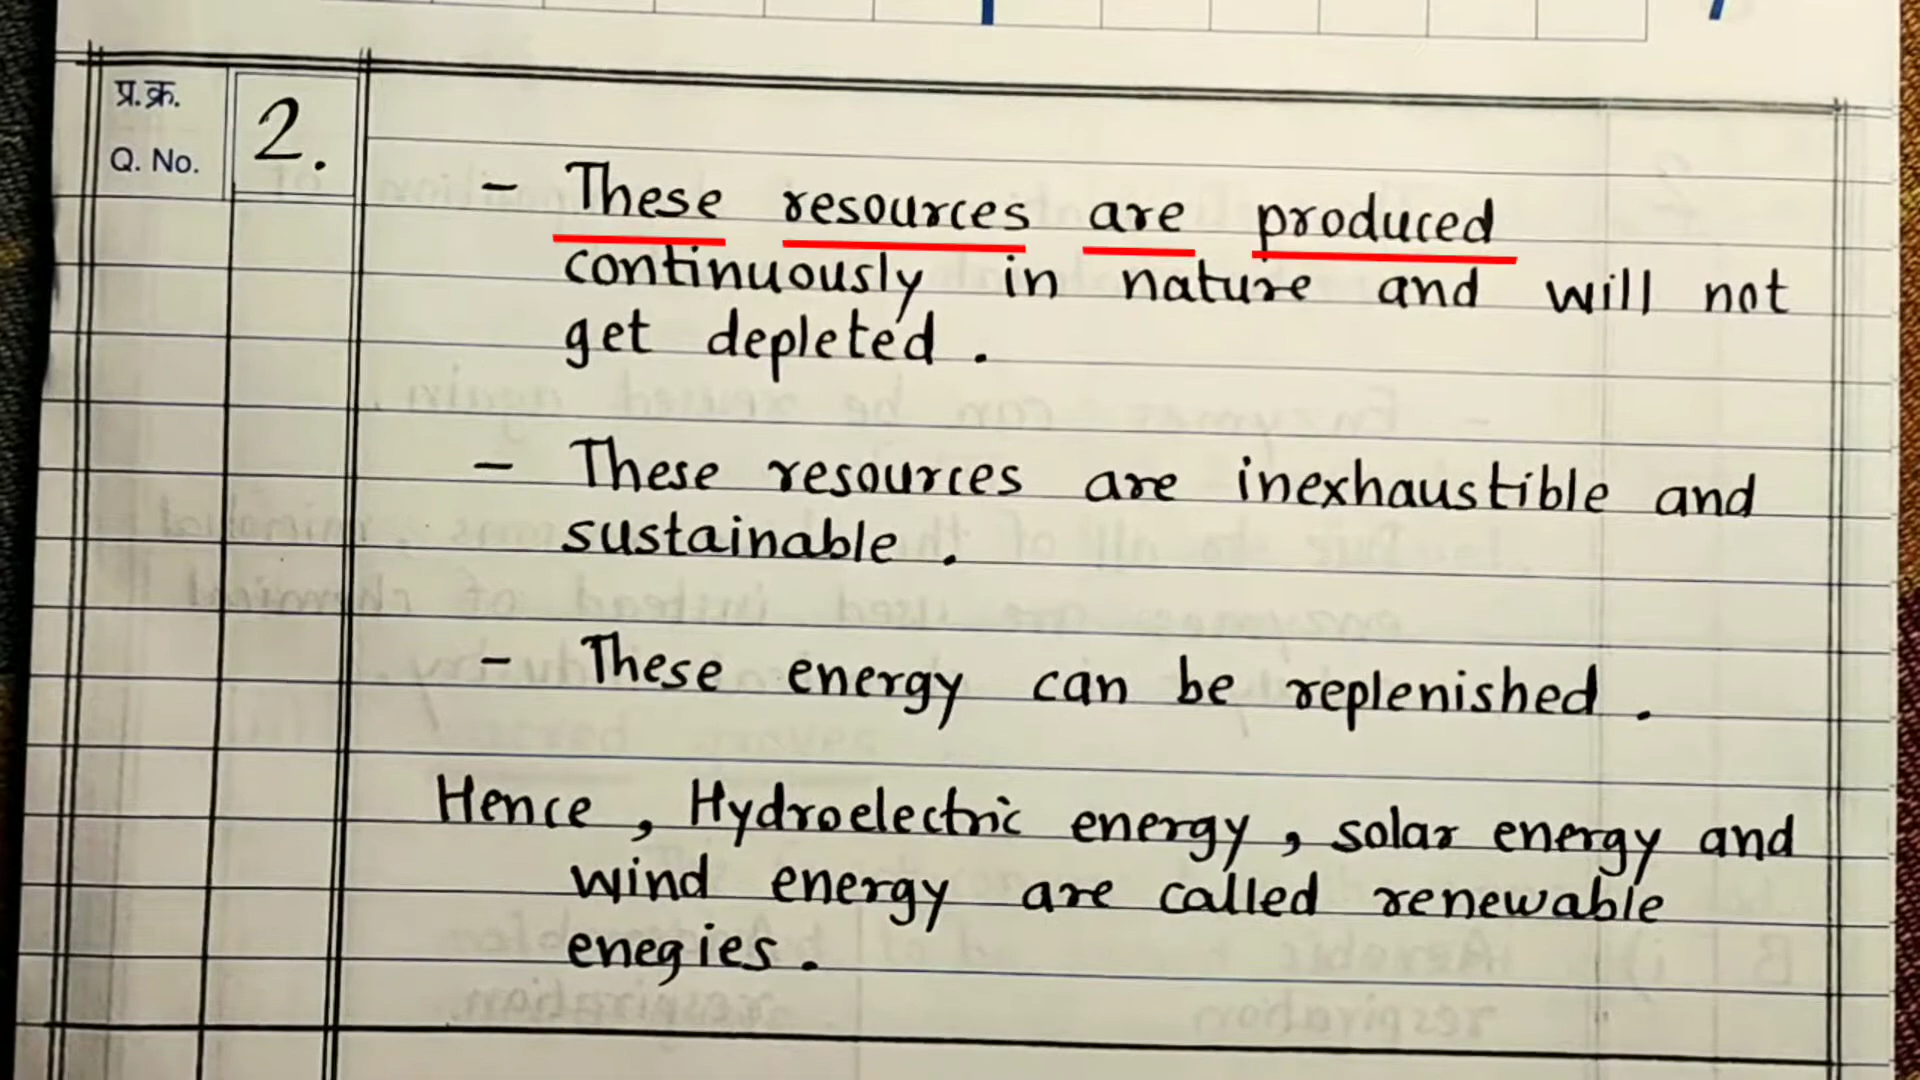 प्र.क्र.
Q. No.
2.
- These resources are produced
continuously in nature and will not
get depleted.
- These resources are inexhaustible and
sustainable.
- These energy can be replenished.
Hence, Hydroelectric energy, solar energy and
wind energy are called renewable
enegies.